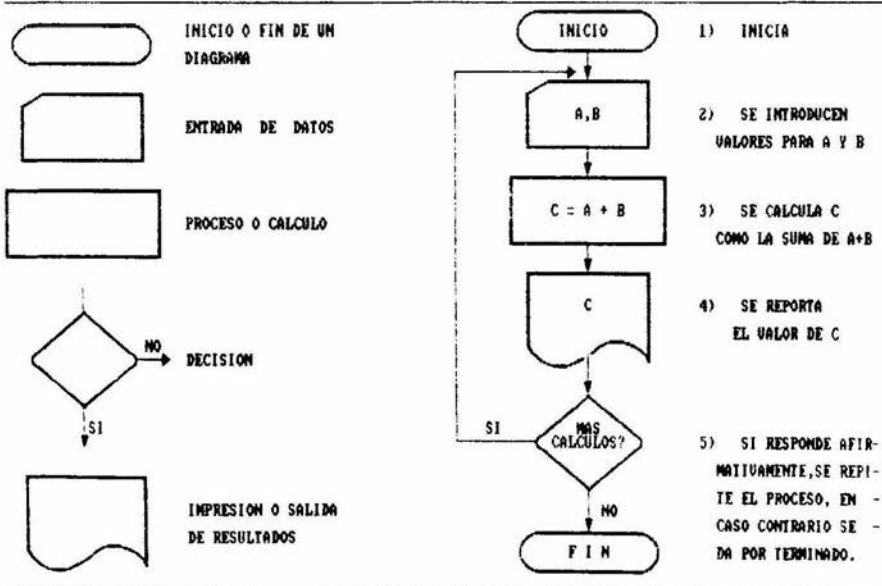 INICIO O FIN DE UN
DIAGRAMA
ENTRADA DE DATOS
PROCESO O CALCULO
NO
DECISION
SI
IMPRESION O SALIDA
DE RESULTADOS
INICIO
A,B
C = A + B
C
SI
MAS
CALCULOS?
NO
F I N
1) INICIA
2) SE INTRODUCEN
VALORES PARA A Y B
3) SE CALCULA C
COMO LA SUMA DE A+B
4) SE REPORTA
EL VALOR DE C
5) SI RESPONDE AFIR-
MATIVAMENTE,SE REPI-
TE EL PROCESO, EN -
CASO CONTRARIO SE -
DA POR TERMINADO.